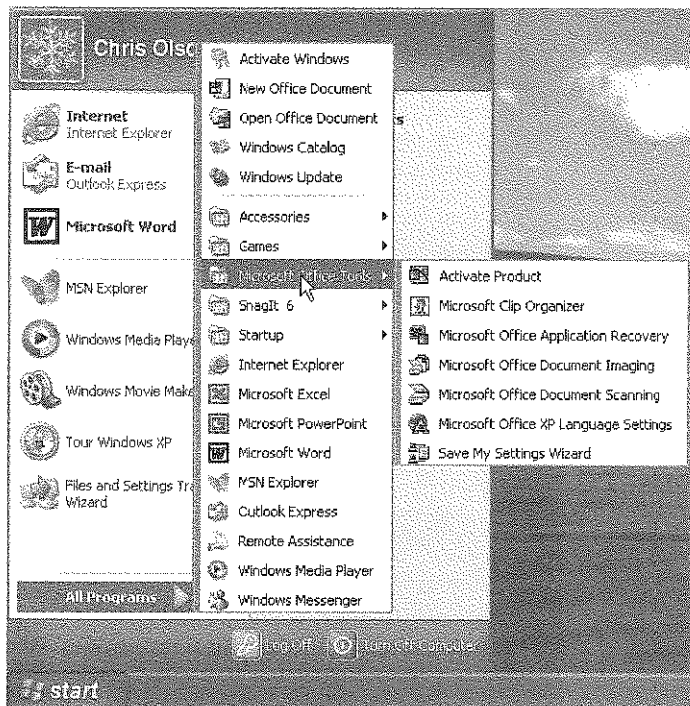 Chris Olso
Internet
Internet Explorer
E-mail
Outlook Express
Microsoft Word
MSN Explorer
Windows Media Playe
Windows Movie Make
Tour Windows XP
Files and Settings Tra
Wizard
All Programs
Activate Windows
New Office Document
Open Office Document
Windows Catalog
Windows Update
Accessories
Games
Microsoft Office Tools
SnagIt 6
Startup
Internet Explorer
Microsoft Excel
Microsoft PowerPoint
Microsoft Word
MSN Explorer
Outlook Express
Remote Assistance
Windows Media Player
Windows Messenger
s
Activate Product
Microsoft Clip Organizer
Microsoft Office Application Recovery
Microsoft Office Document Imaging
Microsoft Office Document Scanning
Microsoft Office XP Language Settings
Save My Settings Wizard
Log Off
Turn Off Computer
start